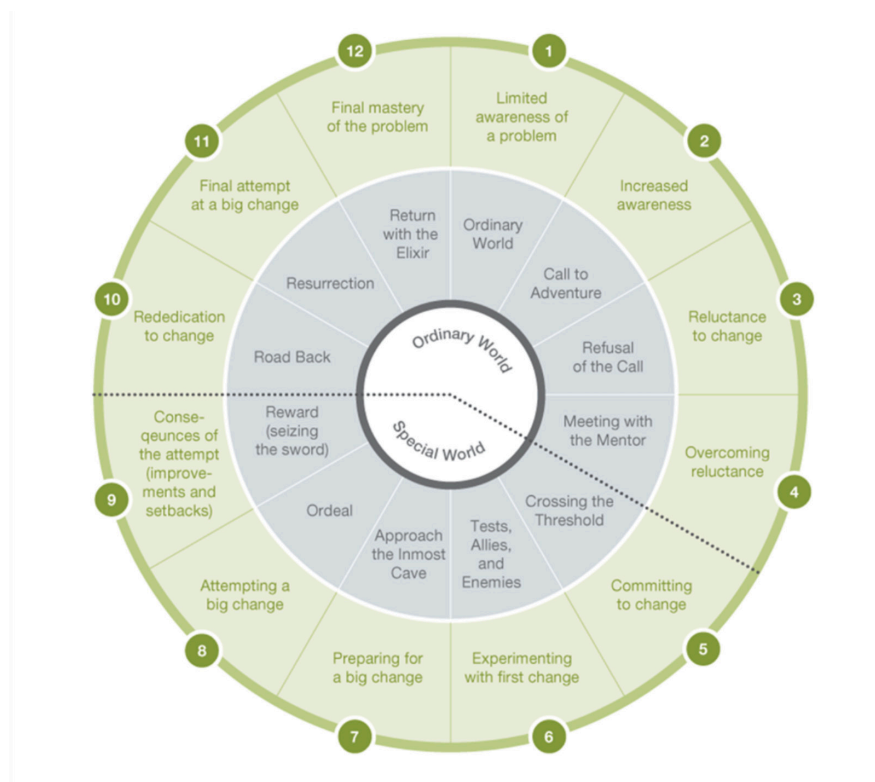 1
Limited
awareness of
a problem
2
Increased
awareness
3
Reluctance
to change
4
Overcoming
reluctance
5
Committing
to change
6
Experimenting
with first change
7
Preparing for
a big change
8
Attempting a
big change
9
Conse-
qeunces of
the attempt
(improve-
ments and
setbacks)
10
Rededication
to change
11
Final attempt
at a big change
12
Final mastery
of the problem
Ordinary
World
Call to
Adventure
Refusal
of the Call
Meeting with
the Mentor
Crossing the
Threshold
Tests,
Allies,
and
Enemies
Approach
the Inmost
Cave
Ordeal
Reward
(seizing
the sword)
Road Back
Resurrection
Return
with the
Elixir
Ordinary World
Special World